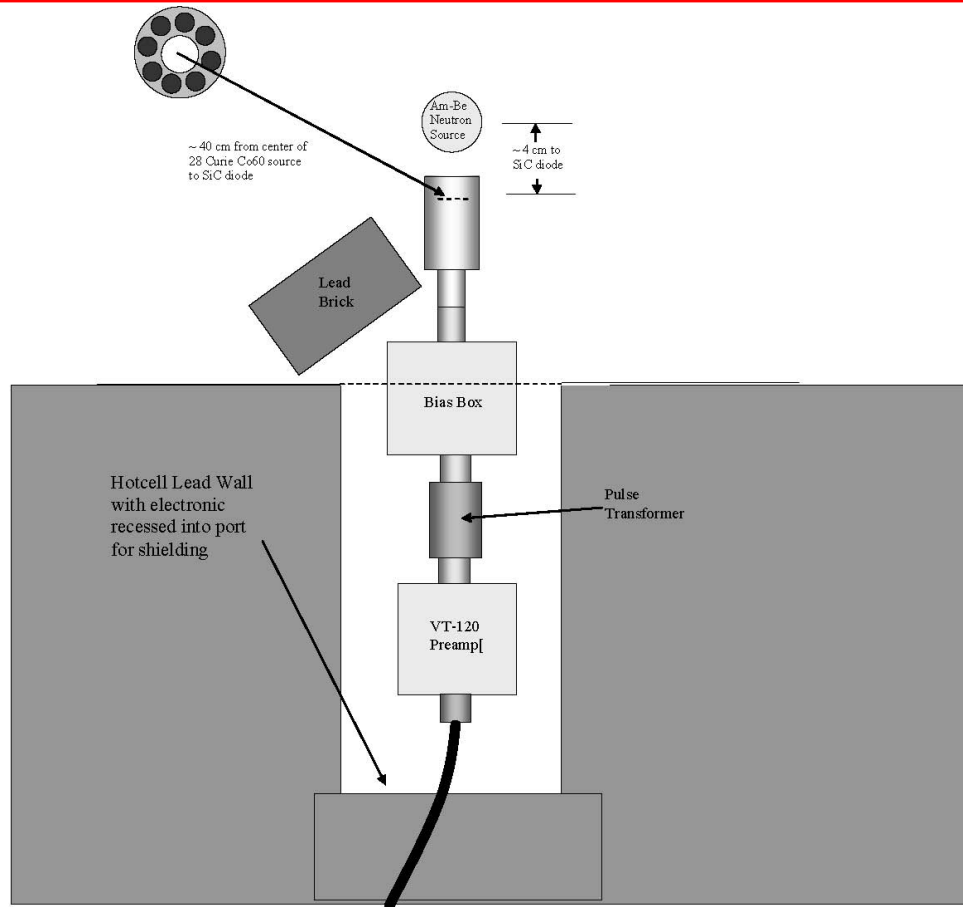 ~ 40 cm from center of
28 Curie Co60 source
to SiC diode
Am-Be
Neutron
Source
~ 4 cm to
SiC diode
Lead
Brick
Bias Box
Hotcell Lead Wall
with electronic
recessed into port
for shielding
Pulse
Transformer
VT-120
Preamp[